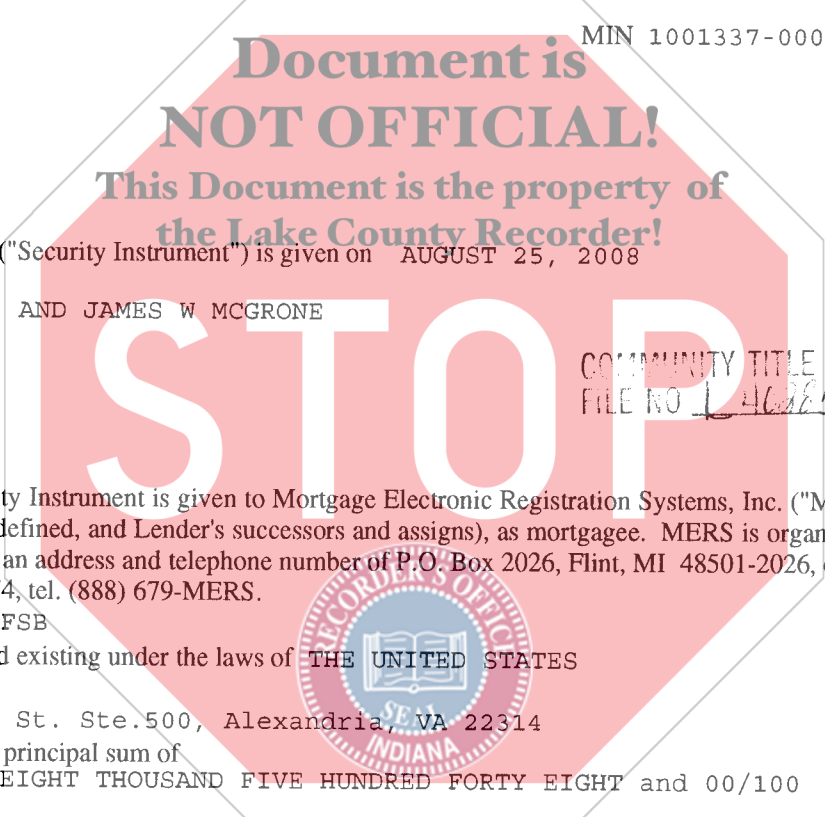 MIN 1001337-000
Document is
NOT OFFICIAL!
This Document is the property of
the Lake County Recorder!
("Security Instrument") is given on AUGUST 25, 2008
AND JAMES W MCGRONE
STOP
COMMUNITY TITLE
FILE NO L
ty Instrument is given to Mortgage Electronic Registration Systems, Inc. ("M
defined, and Lender's successors and assigns), as mortgagee. MERS is organ
an address and telephone number of P.O. Box 2026, Flint, MI 48501-2026,
4, tel. (888) 679-MERS.
FSB
d existing under the laws of THE UNITED STATES
RECORDER'S OFFICE
SEAL
INDIANA
St. Ste.500, Alexandria, VA 22314
principal sum of
EIGHT THOUSAND FIVE HUNDRED FORTY EIGHT and 00/100